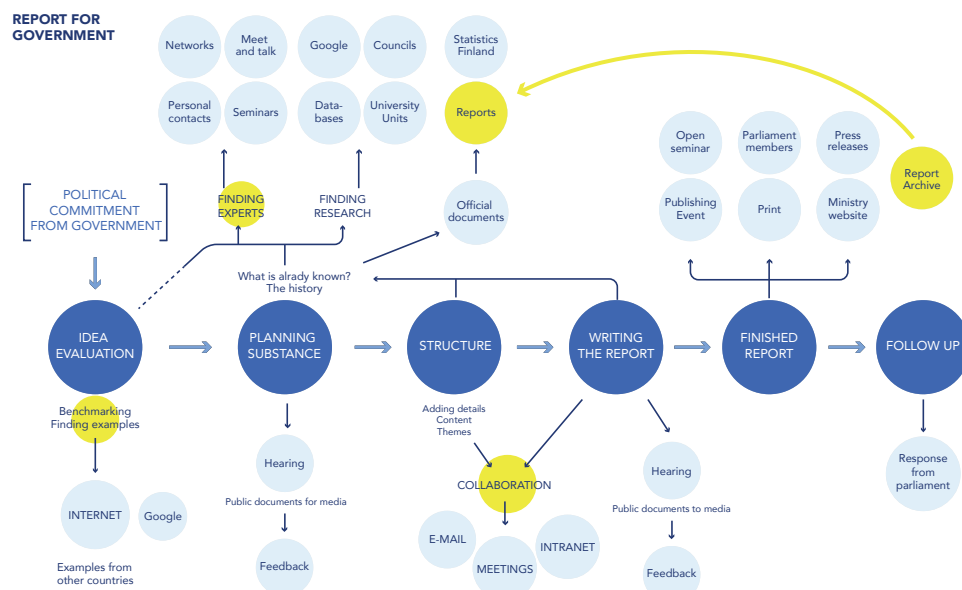 REPORT FOR
GOVERNMENT
Networks
Meet
and talk
Google
Councils
Statistics
Finland
Personal
contacts
Seminars
Data-
bases
University
Units
Reports
Open
seminar
Parliament
members
Press
releases
Report
Archive
POLITICAL
COMMITMENT
FROM GOVERNMENT
FINDING
EXPERTS
FINDING
RESEARCH
Official
documents
Publishing
Event
Print
Ministry
website
What is alrady known?
The history
IDEA
EVALUATION
PLANNING
SUBSTANCE
STRUCTURE
WRITING
THE REPORT
FINISHED
REPORT
FOLLOW UP
Benchmarking
Finding examples
Adding details
Content
Themes
Hearing
Hearing
Response
from
parliament
COLLABORATION
Public documents for media
Public documents to media
INTERNET
Google
E-MAIL
INTRANET
MEETINGS
Feedback
Feedback
Examples from
other countries